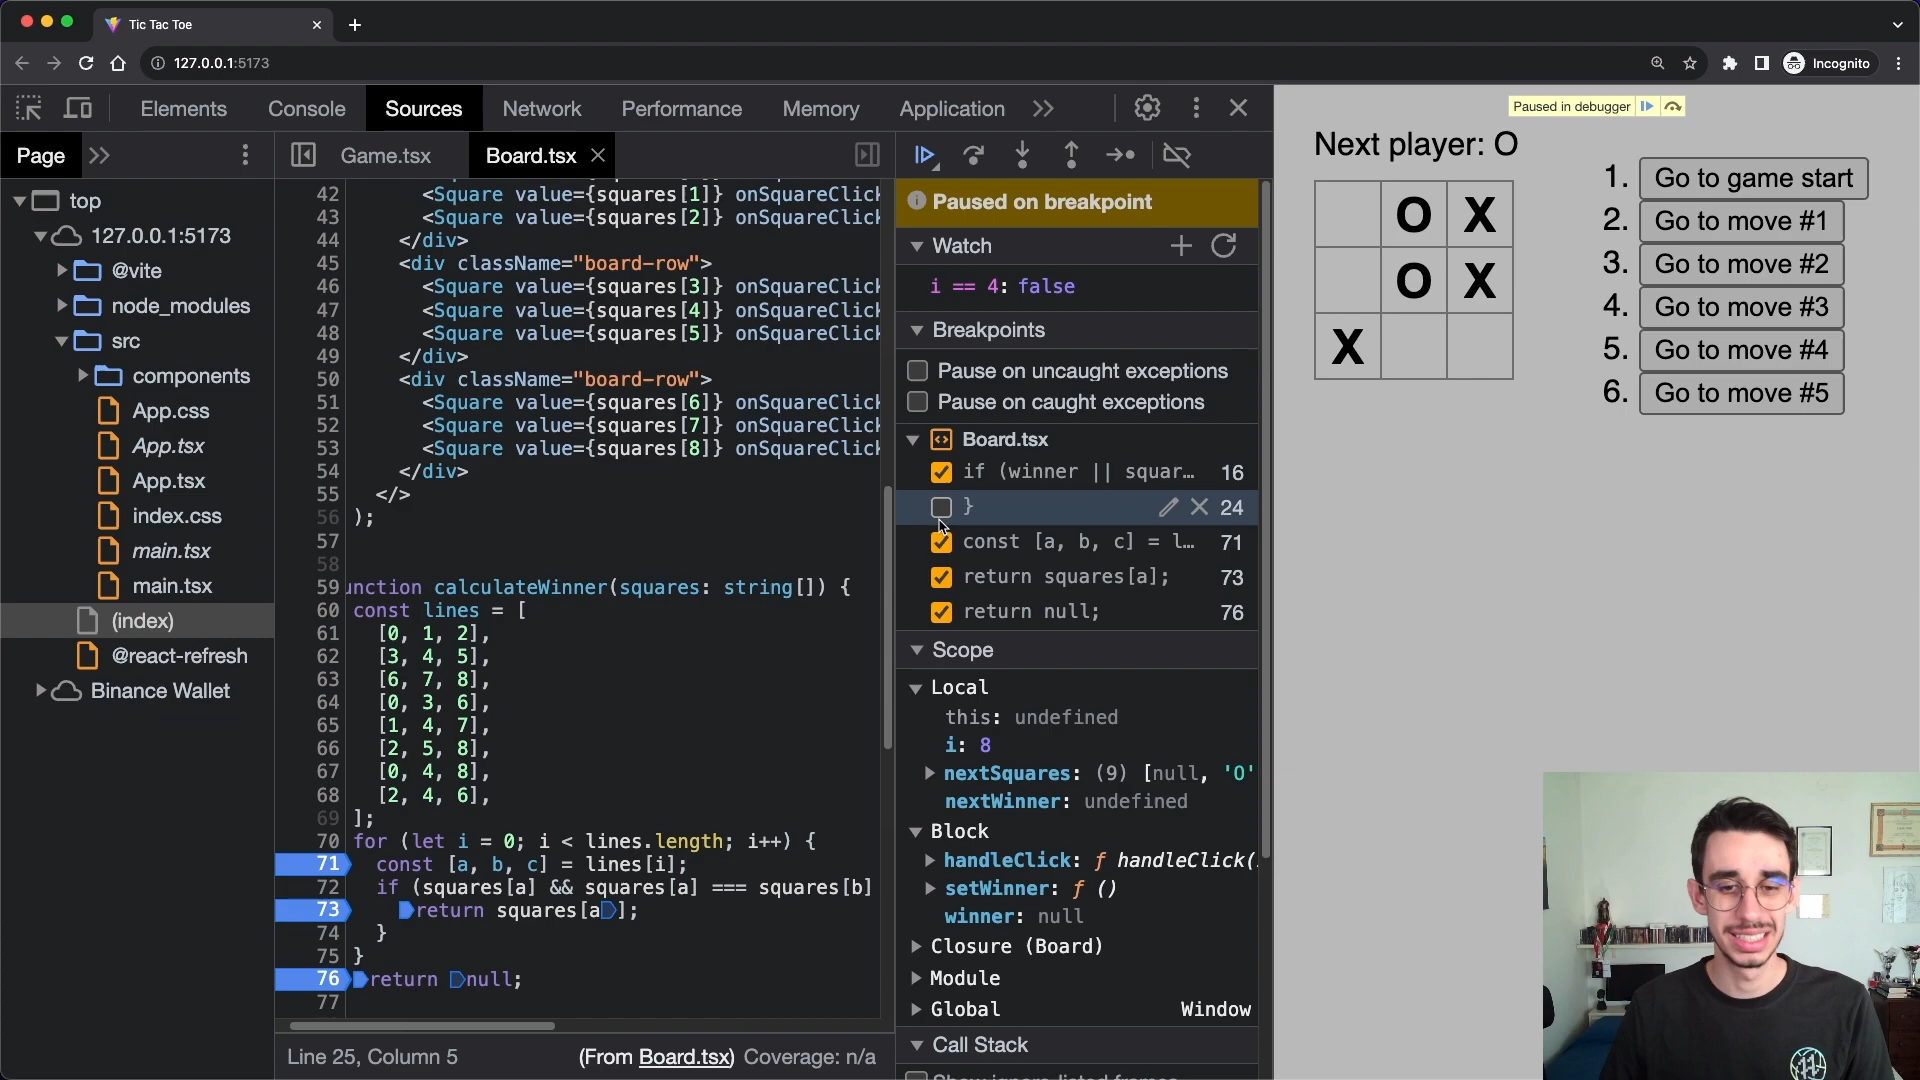 Tic Tac Toe
127.0.0.1:5173
Incognito
Elements
Console
Sources
Network
Performance
Memory
Application
Page
Game.tsx
Board.tsx
top
127.0.0.1:5173
@vite
node_modules
src
components
App.css
App.tsx
App.tsx
index.css
main.tsx
main.tsx
(index)
@react-refresh
Binance Wallet
42 <Square value={squares[1]} onSquareClick
43 <Square value={squares[2]} onSquareClick
44 </div>
45 <div className="board-row">
46 <Square value={squares[3]} onSquareClick
47 <Square value={squares[4]} onSquareClick
48 <Square value={squares[5]} onSquareClick
49 </div>
50 <div className="board-row">
51 <Square value={squares[6]} onSquareClick
52 <Square value={squares[7]} onSquareClick
53 <Square value={squares[8]} onSquareClick
54 </div>
55 </>
56 );
57
58
59 unction calculateWinner(squares: string[]) {
60 const lines = [
61 [0, 1, 2],
62 [3, 4, 5],
63 [6, 7, 8],
64 [0, 3, 6],
65 [1, 4, 7],
66 [2, 5, 8],
67 [0, 4, 8],
68 [2, 4, 6],
69 ];
70 for (let i = 0; i < lines.length; i++) {
71 const [a, b, c] = lines[i];
72 if (squares[a] && squares[a] === squares[b]
73 return squares[a];
74 }
75 }
76 return null;
77
Line 25, Column 5
(From Board.tsx) Coverage: n/a
Paused on breakpoint
Watch
i == 4: false
Breakpoints
Pause on uncaught exceptions
Pause on caught exceptions
Board.tsx
if (winner || squar… 16
} 24
const [a, b, c] = l… 71
return squares[a]; 73
return null; 76
Scope
Local
this: undefined
i: 8
nextSquares: (9) [null, 'O'
nextWinner: undefined
Block
handleClick: ƒ handleClick(
setWinner: ƒ ()
winner: null
Closure (Board)
Module
Global Window
Call Stack
Paused in debugger
Next player: O
O X
O X
X
1. Go to game start
2. Go to move #1
3. Go to move #2
4. Go to move #3
5. Go to move #4
6. Go to move #5